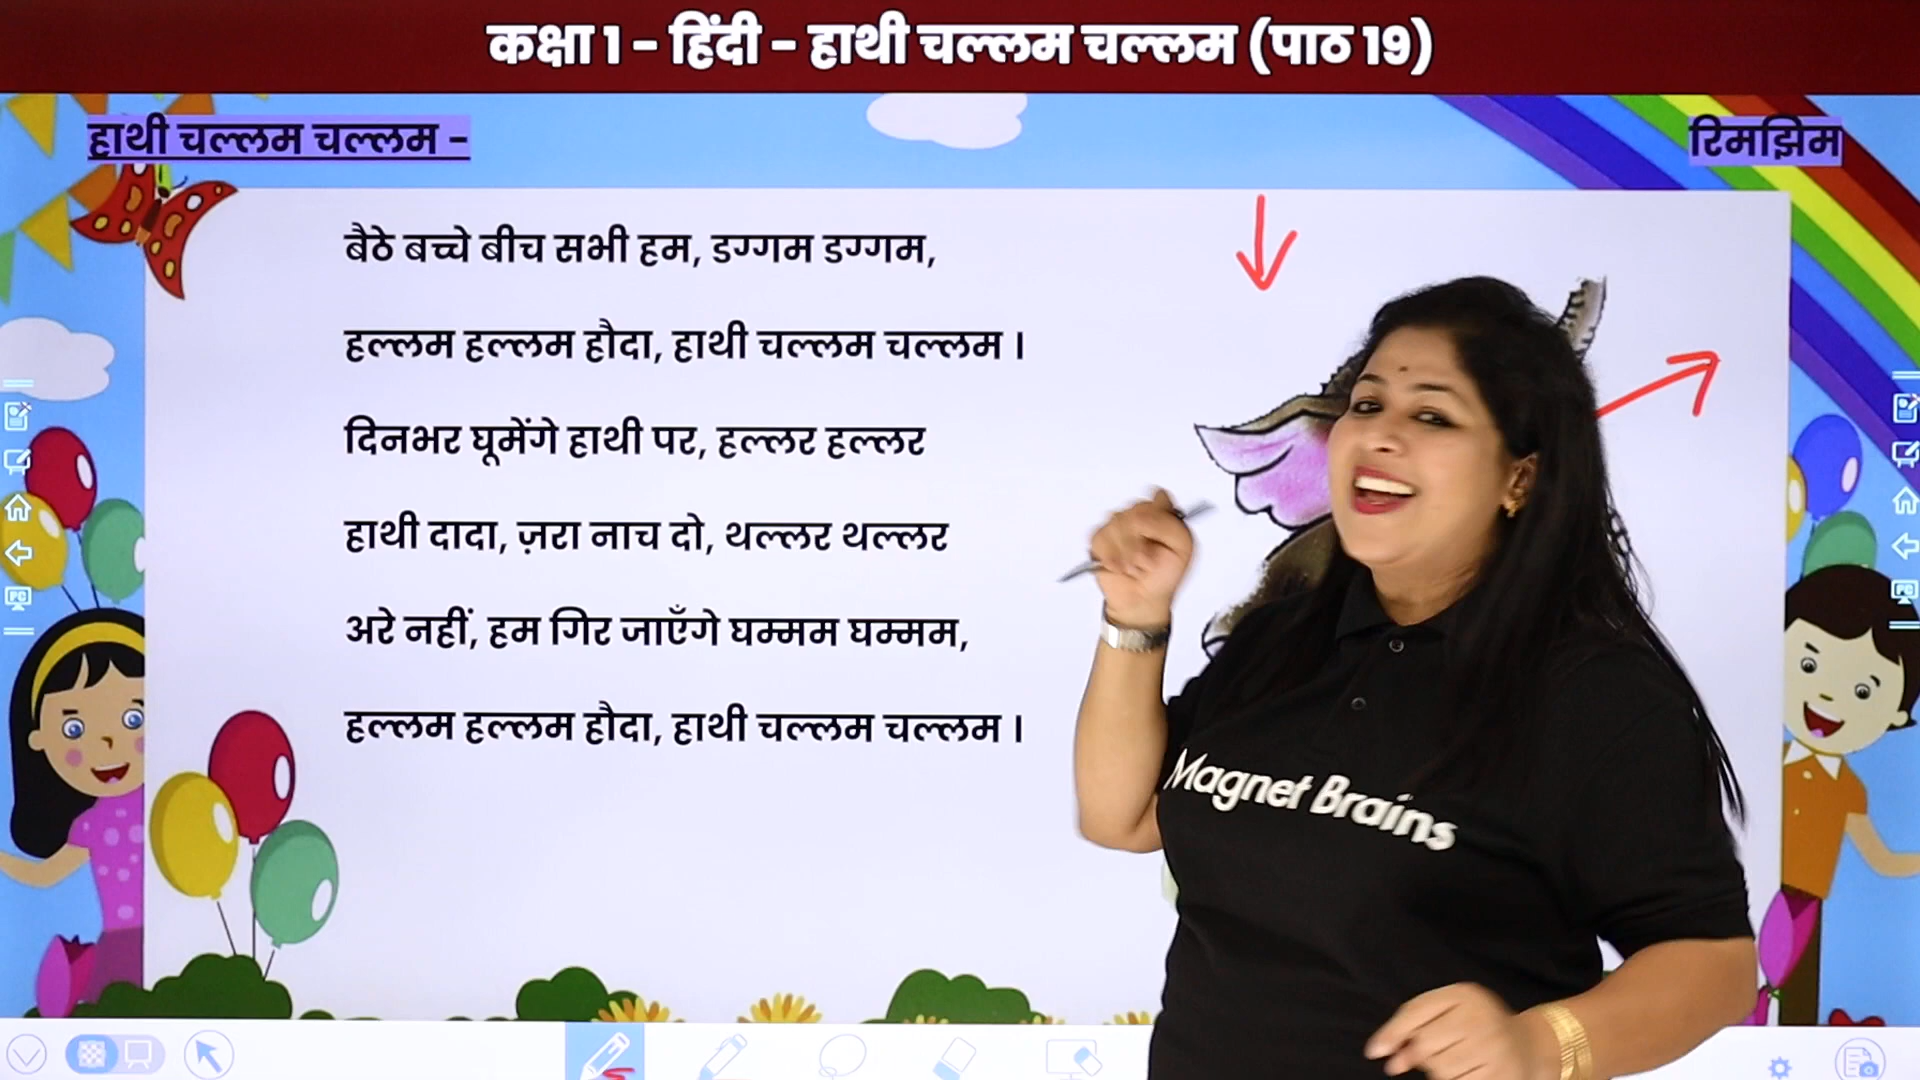 कक्षा 1 - हिंदी - हाथी चल्लम चल्लम (पाठ 19)
हाथी चल्लम चल्लम -
रिमझिम
बैठे बच्चे बीच सभी हम, डग्गम डग्गम,
हल्लम हल्लम हौदा, हाथी चल्लम चल्लम ।
दिनभर घूमेंगे हाथी पर, हल्लर हल्लर
हाथी दादा, ज़रा नाच दो, थल्लर थल्लर
अरे नहीं, हम गिर जाएँगे घम्मम घम्मम,
हल्लम हल्लम हौदा, हाथी चल्लम चल्लम ।
Magnet Brains